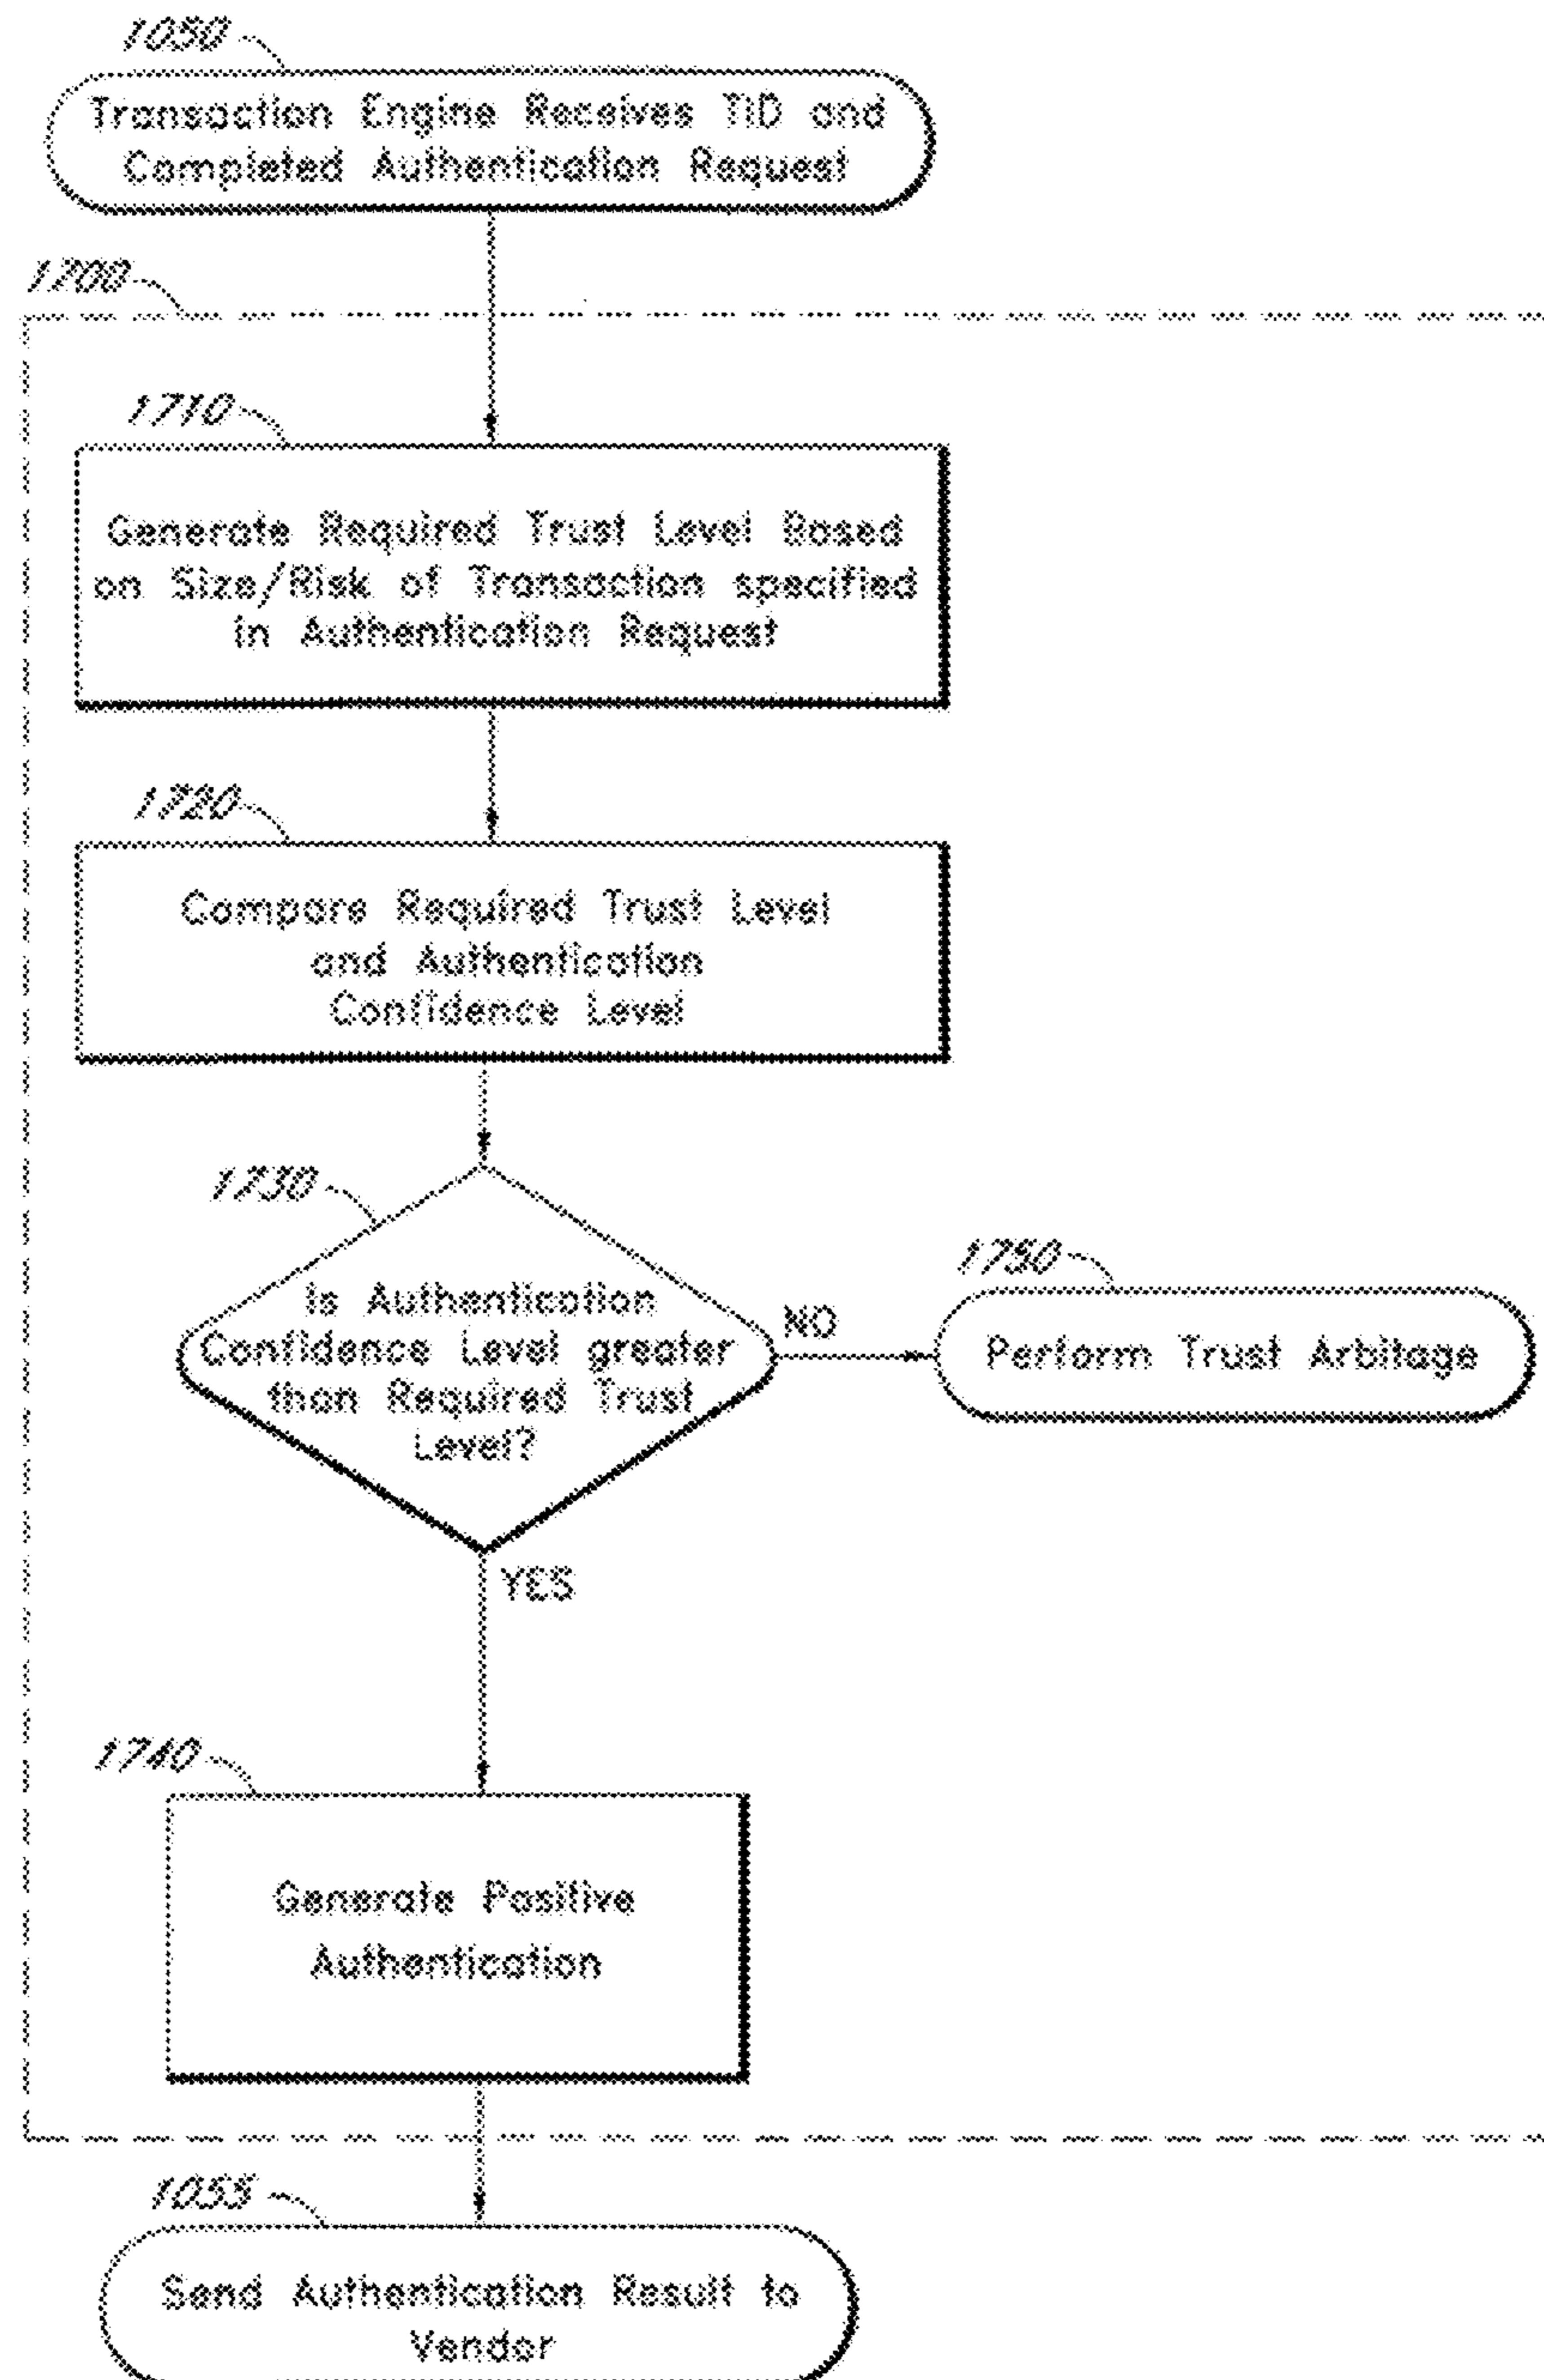 1050
Transaction Engine Receives TID and
Completed Authentication Request
1700
1710
Generate Required Trust Level Based
on Size/Risk of Transaction specified
in Authentication Request
1720
Compare Required Trust Level
and Authentication
Confidence Level
1730
Is Authentication
Confidence Level greater
than Required Trust
Level?
NO
1750
Perform Trust Arbitage
YES
1740
Generate Positive
Authentication
1055
Send Authentication Result to
Vendor